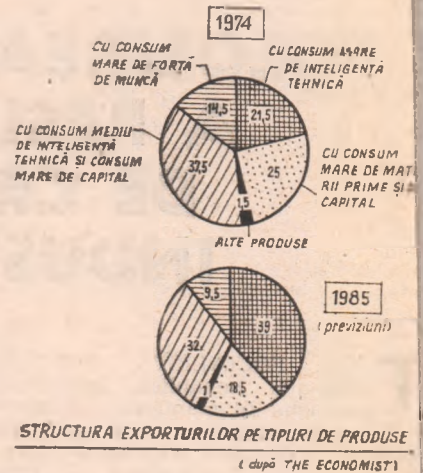 1974
CU CONSUM
MARE DE FORȚĂ
DE MUNCĂ
CU CONSUM MARE
DE INTELIGENȚĂ
TEHNICĂ
14,5
21,5
CU CONSUM MEDIU
DE INTELIGENȚĂ
TEHNICĂ ȘI CONSUM
MARE DE CAPITAL
37,5
25
1,5
CU CONSUM
MARE DE MAT
RII PRIME ȘI
CAPITAL
ALTE PRODUSE
1985
(previziuni)
9,5
39
32
1
18,5
STRUCTURA EXPORTURILOR PE TIPURI DE PRODUSE
(după THE ECONOMIST)